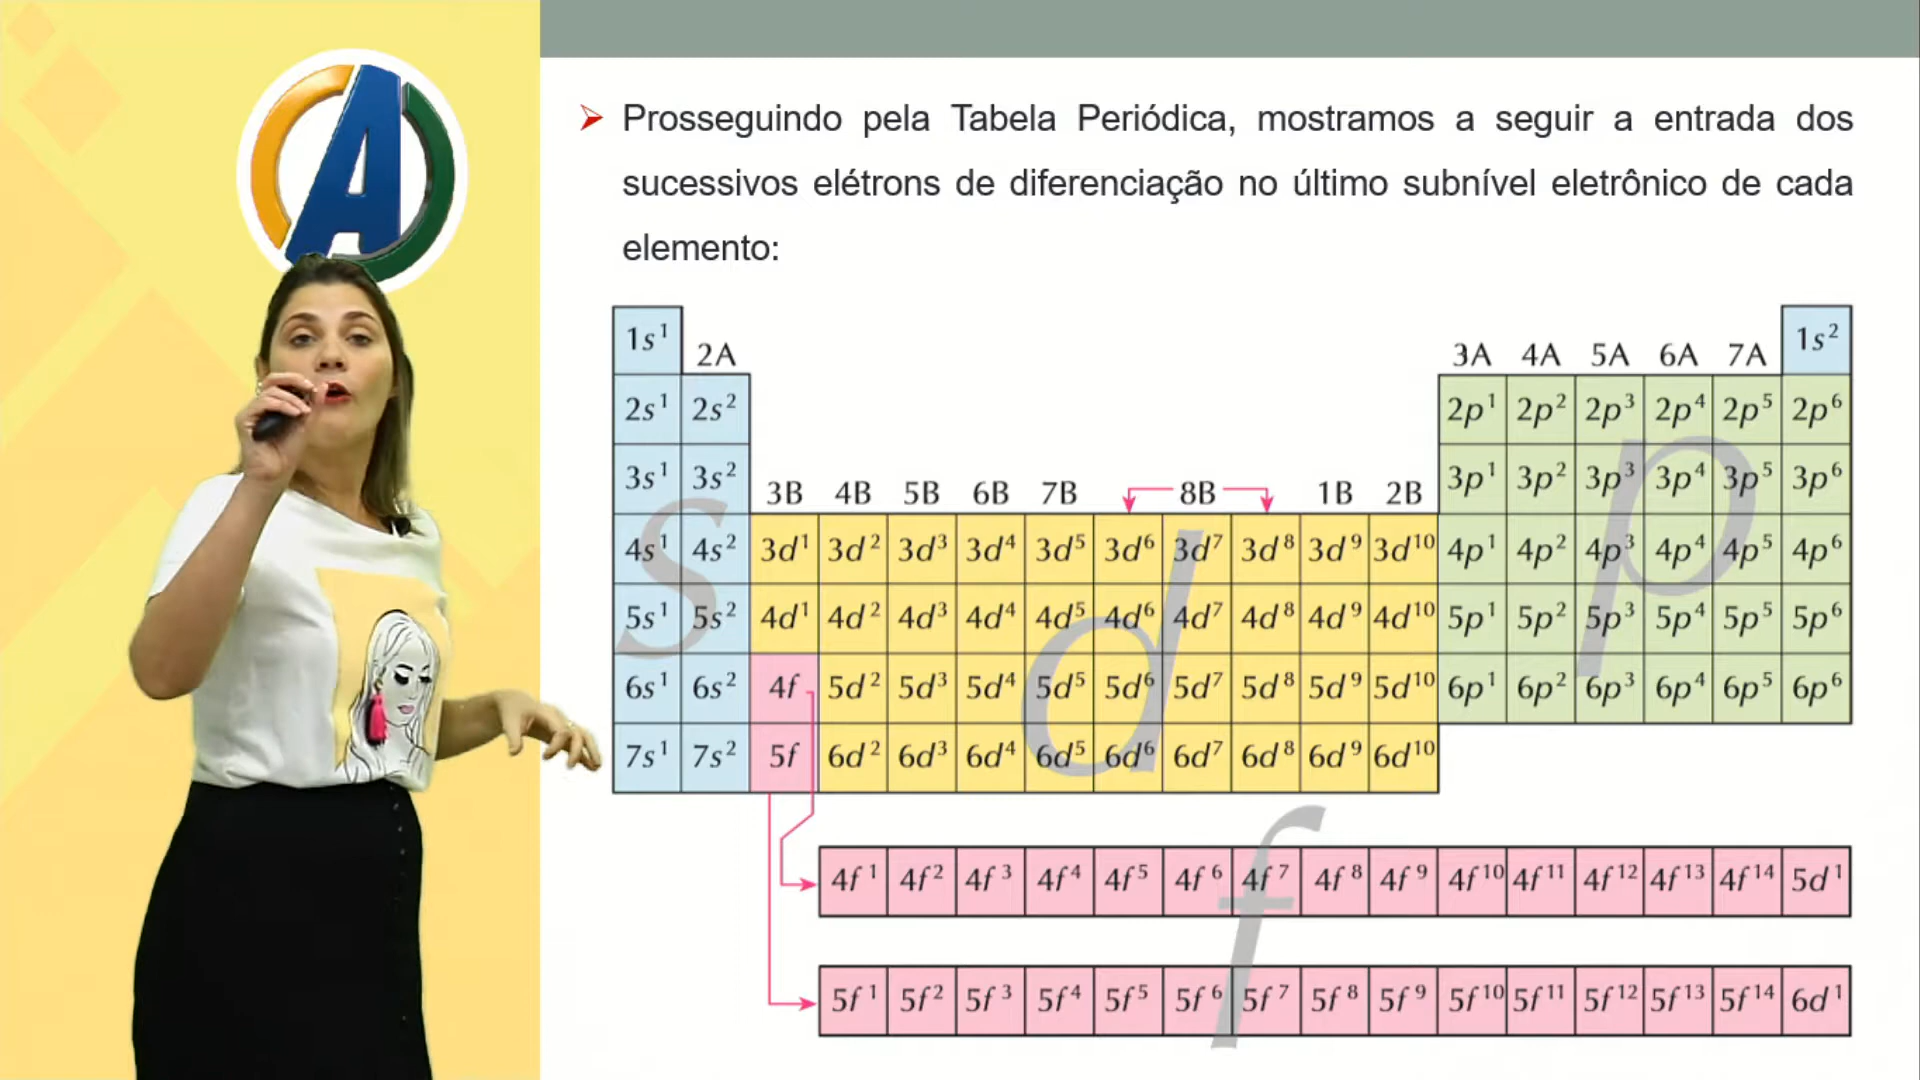 A
Prosseguindo pela Tabela Periódica, mostramos a seguir a entrada dos
sucessivos elétrons de diferenciação no último subnível eletrônico de cada
elemento:
1s¹ 1s²
2A 3A 4A 5A 6A 7A
2s¹ 2s² 2p¹ 2p² 2p³ 2p⁴ 2p⁵ 2p⁶
3s¹ 3s² 3p¹ 3p² 3p³ 3p⁴ 3p⁵ 3p⁶
3B 4B 5B 6B 7B 8B 1B 2B
4s¹ 4s² 3d¹ 3d² 3d³ 3d⁴ 3d⁵ 3d⁶ 3d⁷ 3d⁸ 3d⁹ 3d¹⁰ 4p¹ 4p² 4p³ 4p⁴ 4p⁵ 4p⁶
5s¹ 5s² 4d¹ 4d² 4d³ 4d⁴ 4d⁵ 4d⁶ 4d⁷ 4d⁸ 4d⁹ 4d¹⁰ 5p¹ 5p² 5p³ 5p⁴ 5p⁵ 5p⁶
6s¹ 6s² 4f 5d² 5d³ 5d⁴ 5d⁵ 5d⁶ 5d⁷ 5d⁸ 5d⁹ 5d¹⁰ 6p¹ 6p² 6p³ 6p⁴ 6p⁵ 6p⁶
7s¹ 7s² 5f 6d² 6d³ 6d⁴ 6d⁵ 6d⁶ 6d⁷ 6d⁸ 6d⁹ 6d¹⁰
s d p
f
4f¹ 4f² 4f³ 4f⁴ 4f⁵ 4f⁶ 4f⁷ 4f⁸ 4f⁹ 4f¹⁰ 4f¹¹ 4f¹² 4f¹³ 4f¹⁴ 5d¹
5f¹ 5f² 5f³ 5f⁴ 5f⁵ 5f⁶ 5f⁷ 5f⁸ 5f⁹ 5f¹⁰ 5f¹¹ 5f¹² 5f¹³ 5f¹⁴ 6d¹